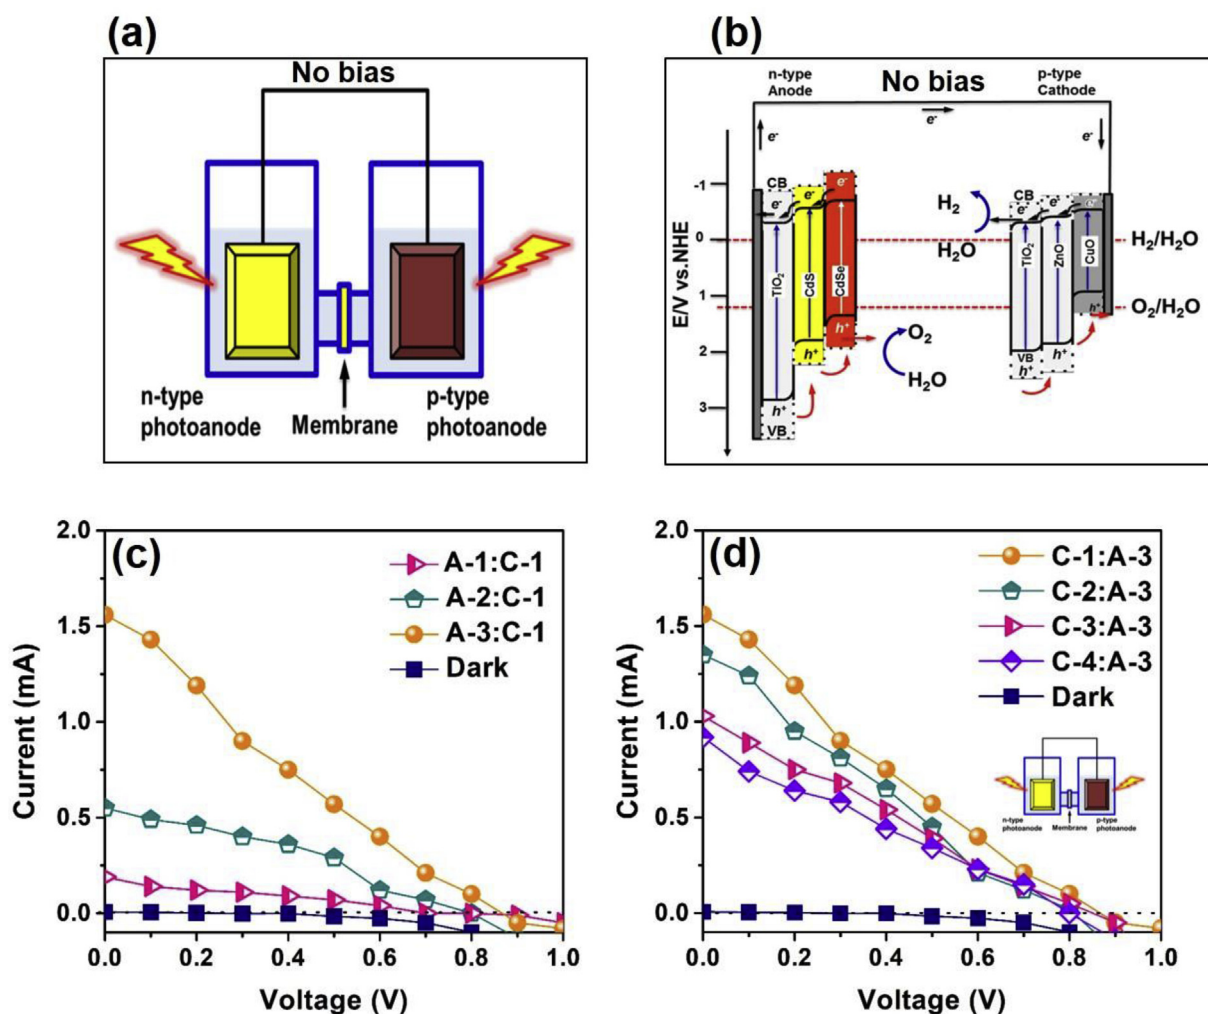 (a)
No bias
n-type
photoanode
Membrane
p-type
photoanode
(b)
n-type
Anode
No bias
p-type
Cathode
e-
e-
e-
E/V vs.NHE
-1
0
1
2
3
CB
e-
TiO2
h+
VB
e-
CdS
h+
e-
CdSe
h+
O2
H2O
H2
H2O
CB
e-
TiO2
VB
h+
e-
ZnO
h+
e-
CuO
h+
H2/H2O
O2/H2O
(c)
A-1:C-1
A-2:C-1
A-3:C-1
Dark
Current (mA)
2.0
1.5
1.0
0.5
0.0
0.0
0.2
0.4
0.6
0.8
1.0
Voltage (V)
(d)
C-1:A-3
C-2:A-3
C-3:A-3
C-4:A-3
Dark
n-type
photoanode
Membrane
p-type
photoanode
Current (mA)
2.0
1.5
1.0
0.5
0.0
0.0
0.2
0.4
0.6
0.8
1.0
Voltage (V)